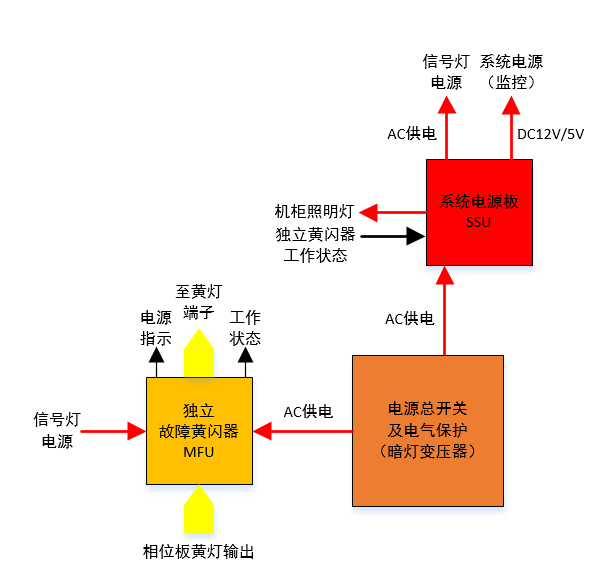 信号灯
电源
系统电源
（监控）
AC供电
DC12V/5V
系统电源板
SSU
机柜照明灯
独立黄闪器
工作状态
AC供电
至黄灯
端子
电源
指示
工作
状态
信号灯
电源
独立
故障黄闪器
MFU
AC供电
电源总开关
及电气保护
（暗灯变压器）
相位板黄灯输出